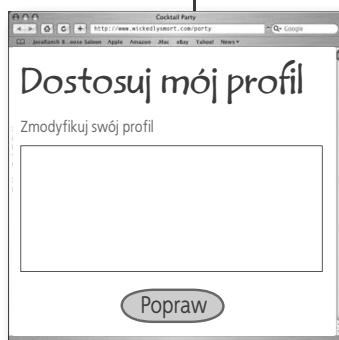 Cocktail Party
http://www.wickedlysmart.com/party
Q- Google
Apple Amazon .Mac eBay Yahoo! News ▾
Dostosuj mój profil
Zmodyfikuj swój profil
Popraw